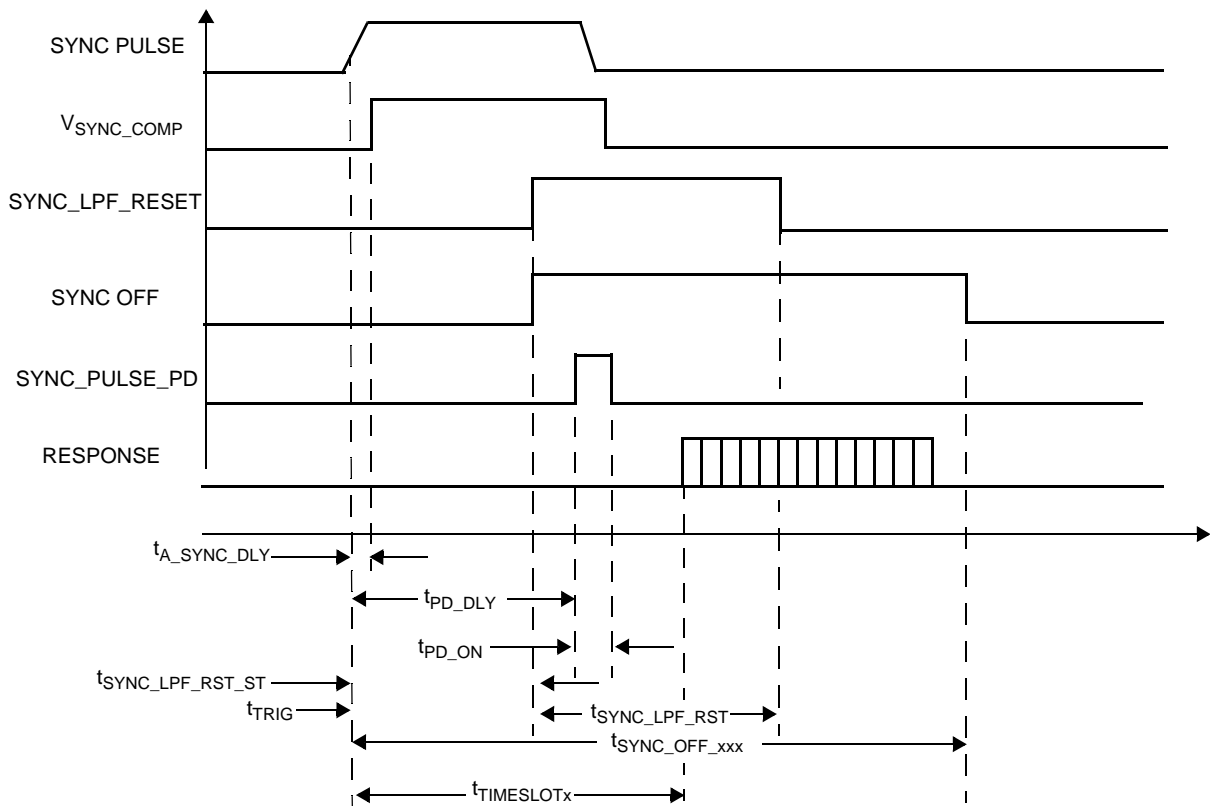 SYNC PULSE
VSYNC_COMP
SYNC_LPF_RESET
SYNC OFF
SYNC_PULSE_PD
RESPONSE
tA_SYNC_DLY
tPD_DLY
tPD_ON
tSYNC_LPF_RST_ST
tTRIG
tSYNC_LPF_RST
tSYNC_OFF_xxx
tTIMESLOTx